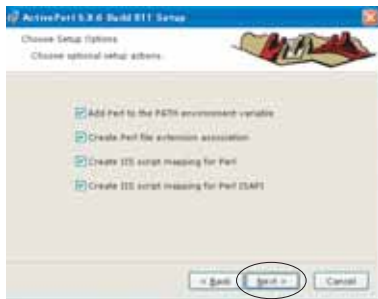 ActivePerl 5.8.6 Build 811 Setup
Choose Setup Options
Choose optional setup actions.
Add Perl to the PATH environment variable
Create Perl file extension association
Create IIS script mapping for Perl
Create IIS script mapping for Perl ISAPI
< Back
Next >
Cancel